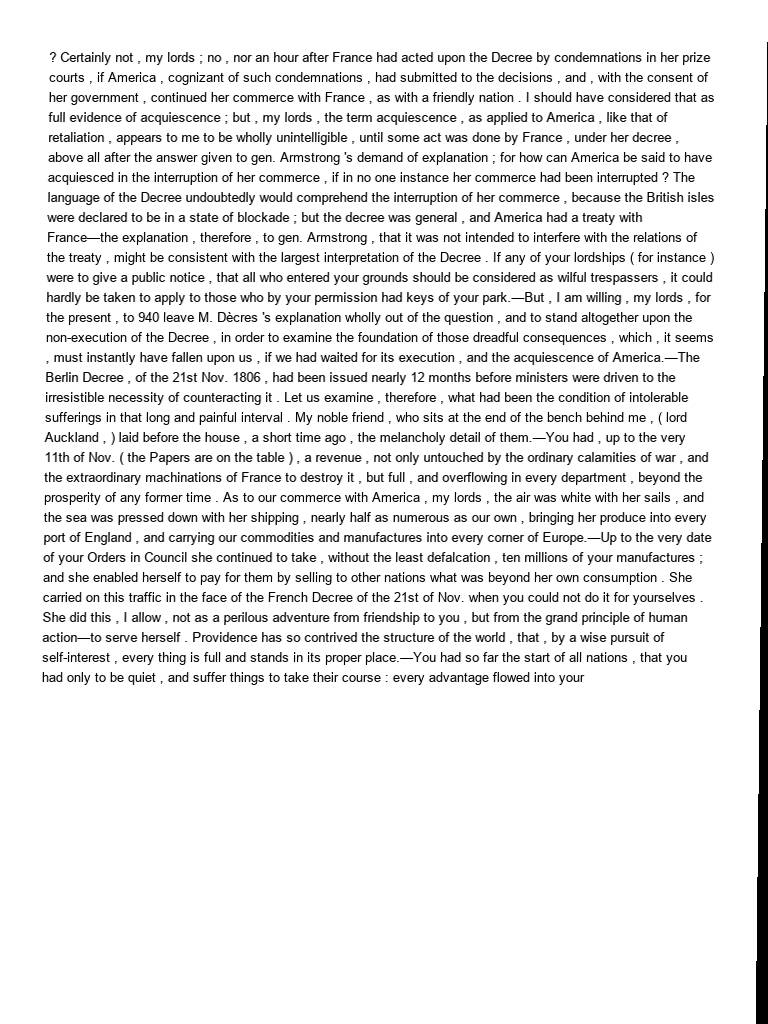 ? Certainly not , my lords ; no , nor an hour after France had acted upon the Decree by condemnations in her prize
courts , if America , cognizant of such condemnations , had submitted to the decisions , and , with the consent of
her government , continued her commerce with France , as with a friendly nation . I should have considered that as
full evidence of acquiescence ; but , my lords , the term acquiescence , as applied to America , like that of
retaliation , appears to me to be wholly unintelligible , until some act was done by France , under her decree ,
above all after the answer given to gen. Armstrong 's demand of explanation ; for how can America be said to have
acquiesced in the interruption of her commerce , if in no one instance her commerce had been interrupted ? The
language of the Decree undoubtedly would comprehend the interruption of her commerce , because the British isles
were declared to be in a state of blockade ; but the decree was general , and America had a treaty with
France—the explanation , therefore , to gen. Armstrong , that it was not intended to interfere with the relations of
the treaty , might be consistent with the largest interpretation of the Decree . If any of your lordships ( for instance )
were to give a public notice , that all who entered your grounds should be considered as wilful trespassers , it could
hardly be taken to apply to those who by your permission had keys of your park.—But , I am willing , my lords , for
the present , to 940 leave M. Dècres 's explanation wholly out of the question , and to stand altogether upon the
non-execution of the Decree , in order to examine the foundation of those dreadful consequences , which , it seems
, must instantly have fallen upon us , if we had waited for its execution , and the acquiescence of America.—The
Berlin Decree , of the 21st Nov. 1806 , had been issued nearly 12 months before ministers were driven to the
irresistible necessity of counteracting it . Let us examine , therefore , what had been the condition of intolerable
sufferings in that long and painful interval . My noble friend , who sits at the end of the bench behind me , ( lord
Auckland , ) laid before the house , a short time ago , the melancholy detail of them.—You had , up to the very
11th of Nov. ( the Papers are on the table ) , a revenue , not only untouched by the ordinary calamities of war , and
the extraordinary machinations of France to destroy it , but full , and overflowing in every department , beyond the
prosperity of any former time . As to our commerce with America , my lords , the air was white with her sails , and
the sea was pressed down with her shipping , nearly half as numerous as our own , bringing her produce into every
port of England , and carrying our commodities and manufactures into every corner of Europe.—Up to the very date
of your Orders in Council she continued to take , without the least defalcation , ten millions of your manufactures ;
and she enabled herself to pay for them by selling to other nations what was beyond her own consumption . She
carried on this traffic in the face of the French Decree of the 21st of Nov. when you could not do it for yourselves .
She did this , I allow , not as a perilous adventure from friendship to you , but from the grand principle of human
action—to serve herself . Providence has so contrived the structure of the world , that , by a wise pursuit of
self-interest , every thing is full and stands in its proper place.—You had so far the start of all nations , that you
had only to be quiet , and suffer things to take their course : every advantage flowed into your